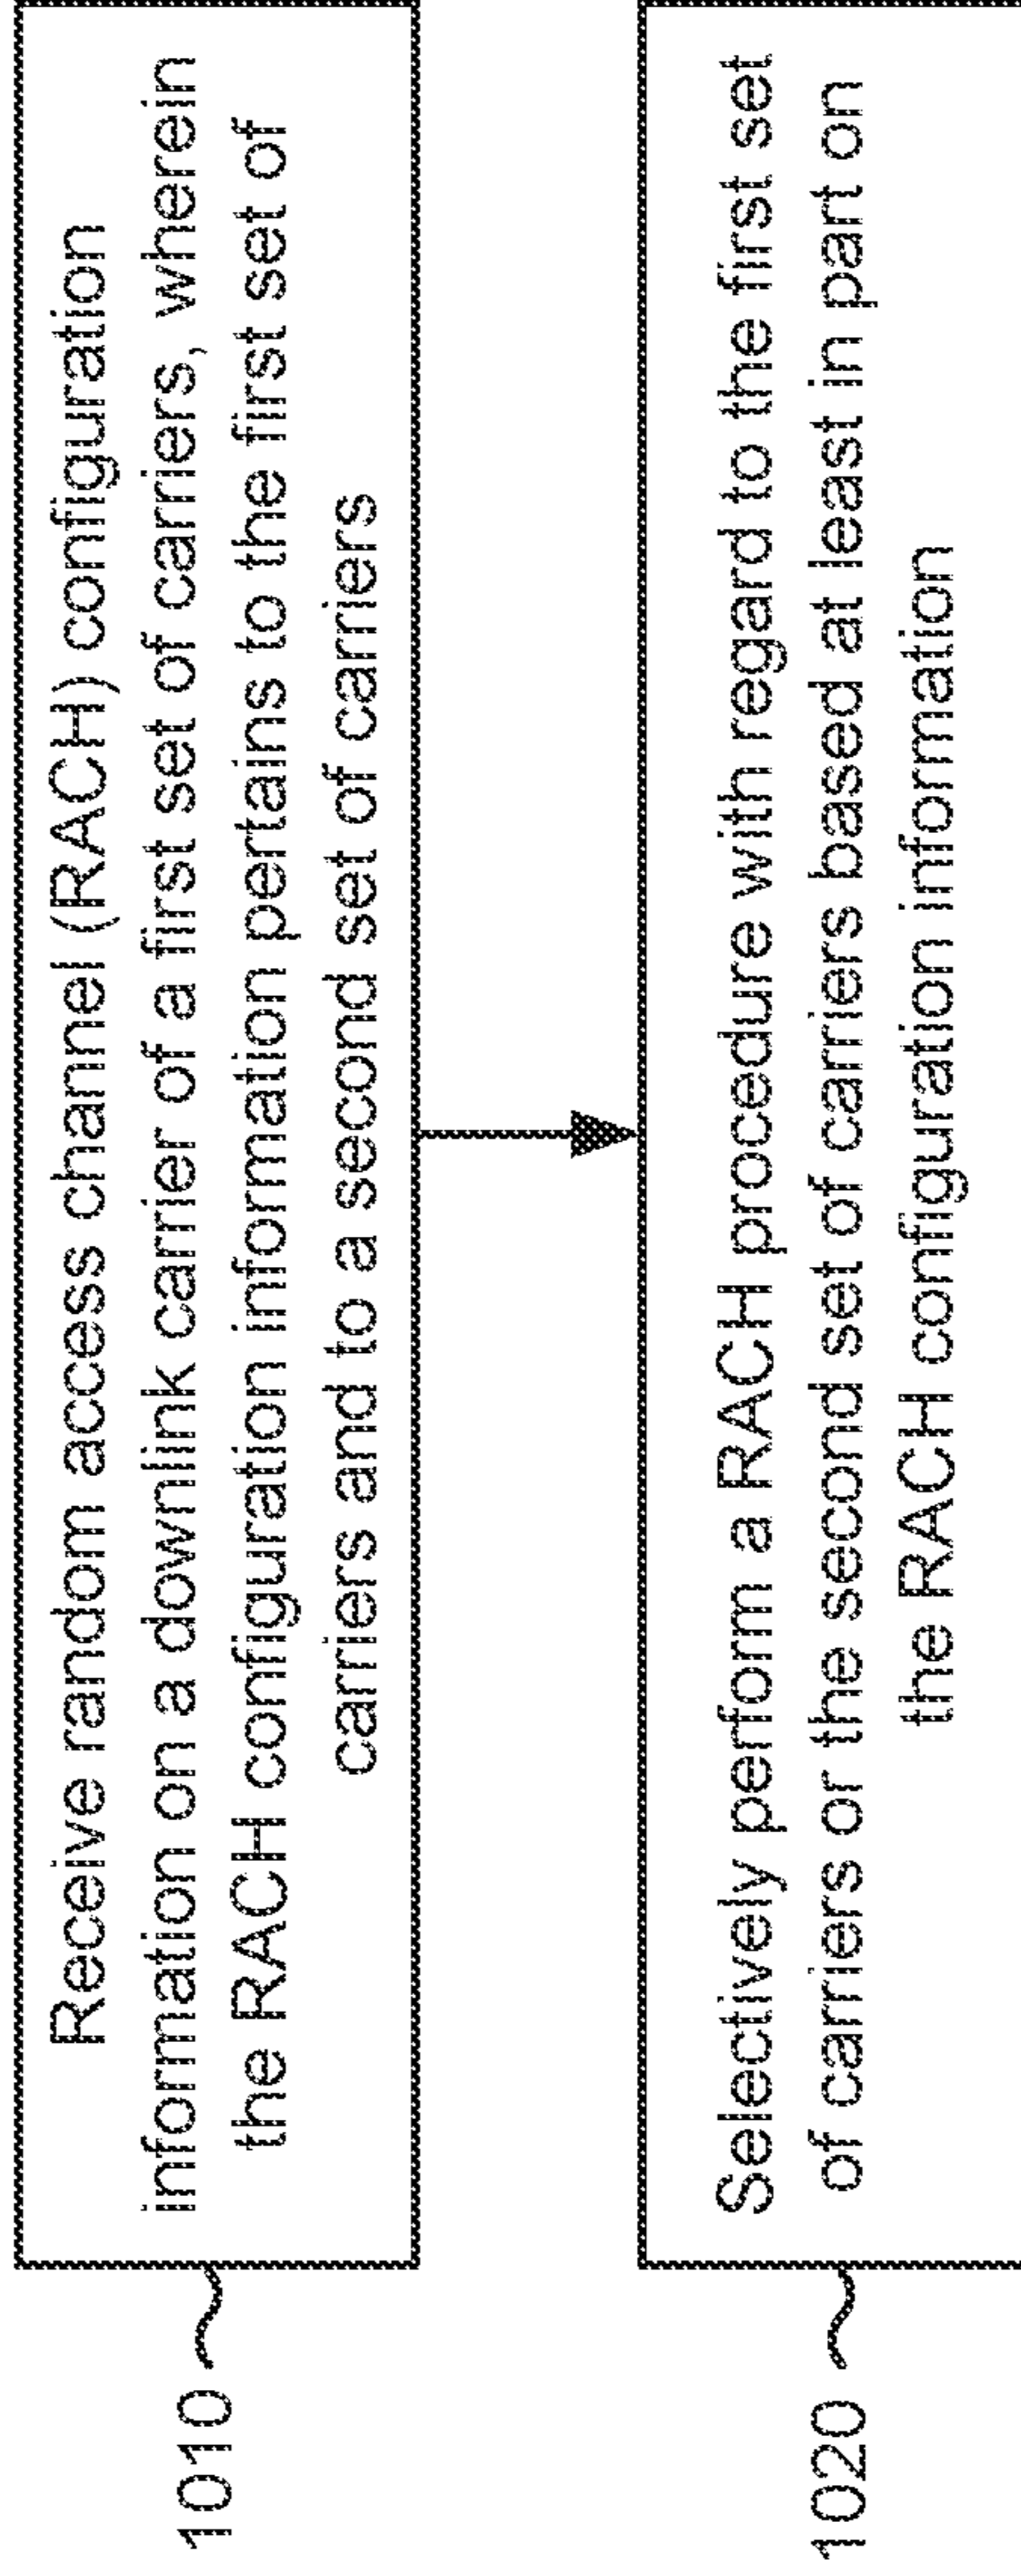 1010
Receive random access channel (RACH) configuration
information on a downlink carrier of a first set of carriers, wherein
the RACH configuration information pertains to the first set of
carriers and to a second set of carriers
1020
Selectively perform a RACH procedure with regard to the first set
of carriers or the second set of carriers based at least in part on
the RACH configuration information